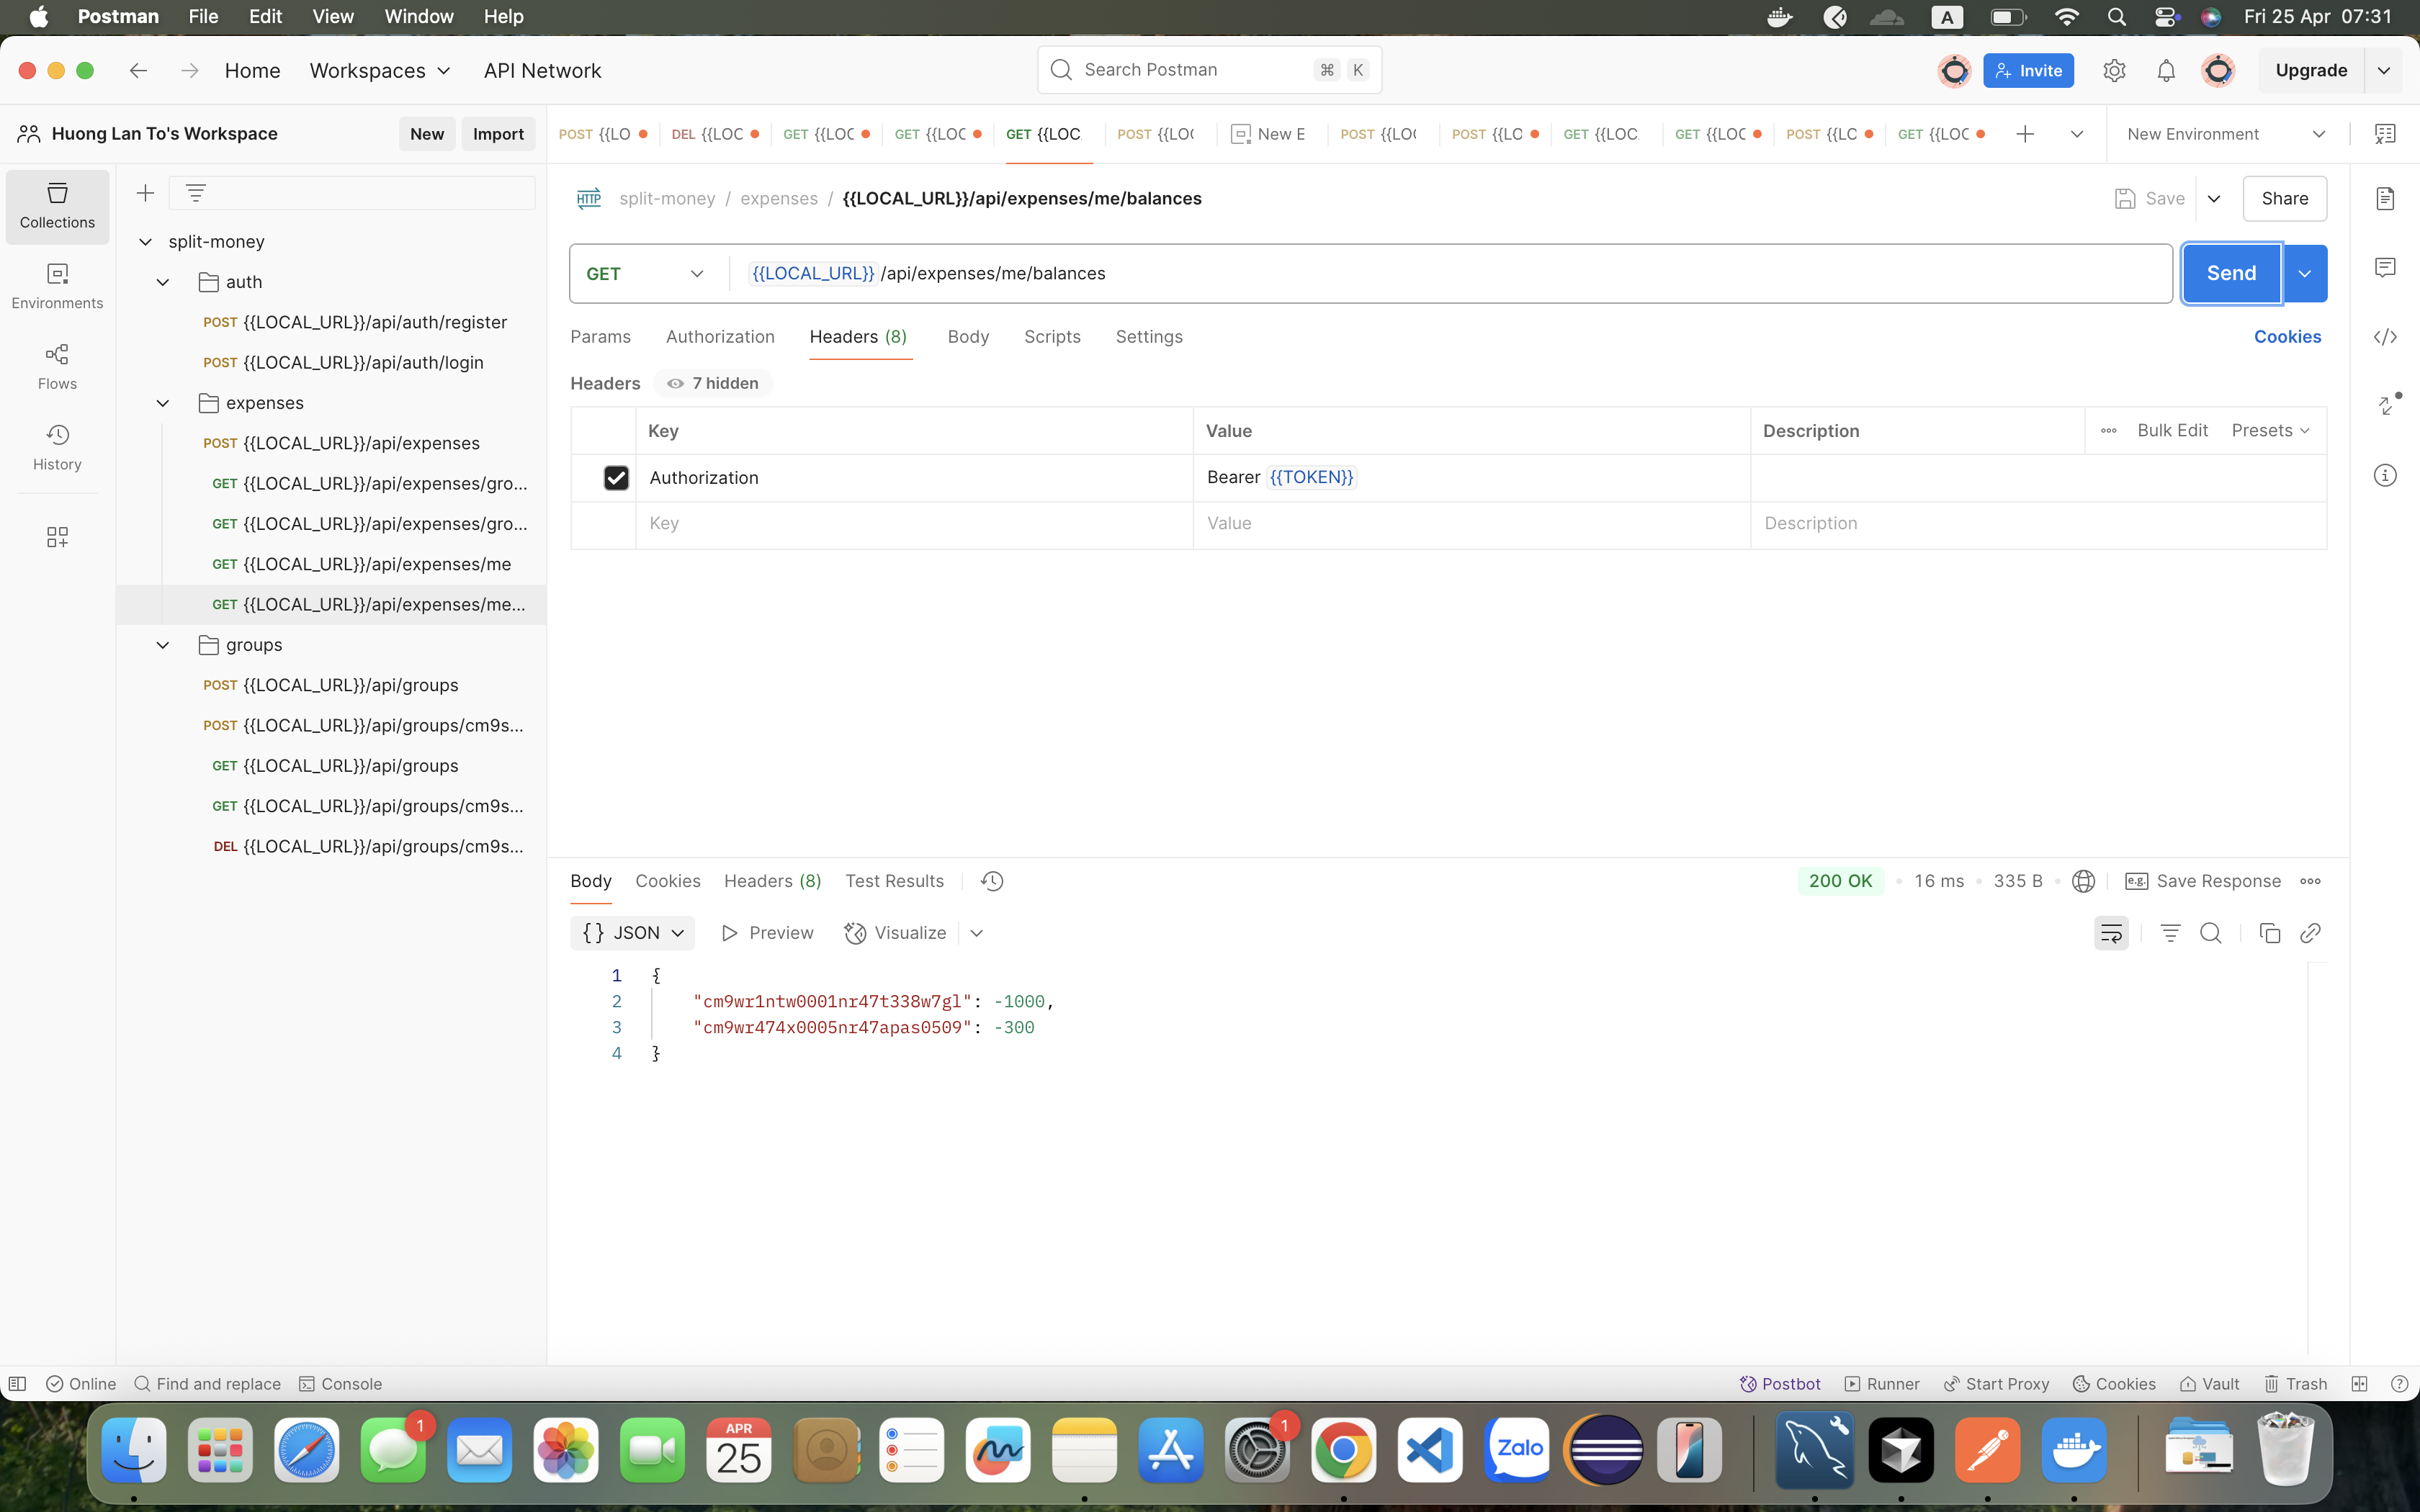 Postman File Edit View Window Help A Fri 25 Apr 07:31
Home Workspaces API Network Search Postman ⌘ K Invite Upgrade
Huong Lan To's Workspace New Import POST {{LO DEL {{LOC GET {{LOC GET {{LOC GET {{LOC POST {{LO New E POST {{LO POST {{LC GET {{LOC GET {{LOC POST {{LC GET {{LOC New Environment
Collections
Environments
Flows
History
split-money
auth
POST {{LOCAL_URL}}/api/auth/register
POST {{LOCAL_URL}}/api/auth/login
expenses
POST {{LOCAL_URL}}/api/expenses
GET {{LOCAL_URL}}/api/expenses/gro...
GET {{LOCAL_URL}}/api/expenses/gro...
GET {{LOCAL_URL}}/api/expenses/me
GET {{LOCAL_URL}}/api/expenses/me...
groups
POST {{LOCAL_URL}}/api/groups
POST {{LOCAL_URL}}/api/groups/cm9s...
GET {{LOCAL_URL}}/api/groups
GET {{LOCAL_URL}}/api/groups/cm9s...
DEL {{LOCAL_URL}}/api/groups/cm9s...
HTTP split-money / expenses / {{LOCAL_URL}}/api/expenses/me/balances Save Share
GET {{LOCAL_URL}} /api/expenses/me/balances Send
Params Authorization Headers (8) Body Scripts Settings Cookies
Headers 7 hidden
Key Value Description Bulk Edit Presets
Authorization Bearer {{TOKEN}}
Key Value Description
Body Cookies Headers (8) Test Results 200 OK • 16 ms • 335 B • e.g. Save Response
{} JSON Preview Visualize
1 {
2 "cm9wr1ntw0001nr47t338w7gl": -1000,
3 "cm9wr474x0005nr47apas0509": -300
4 }
Online Find and replace Console Postbot Runner Start Proxy Cookies Vault Trash
1 APR 25 1 Zalo